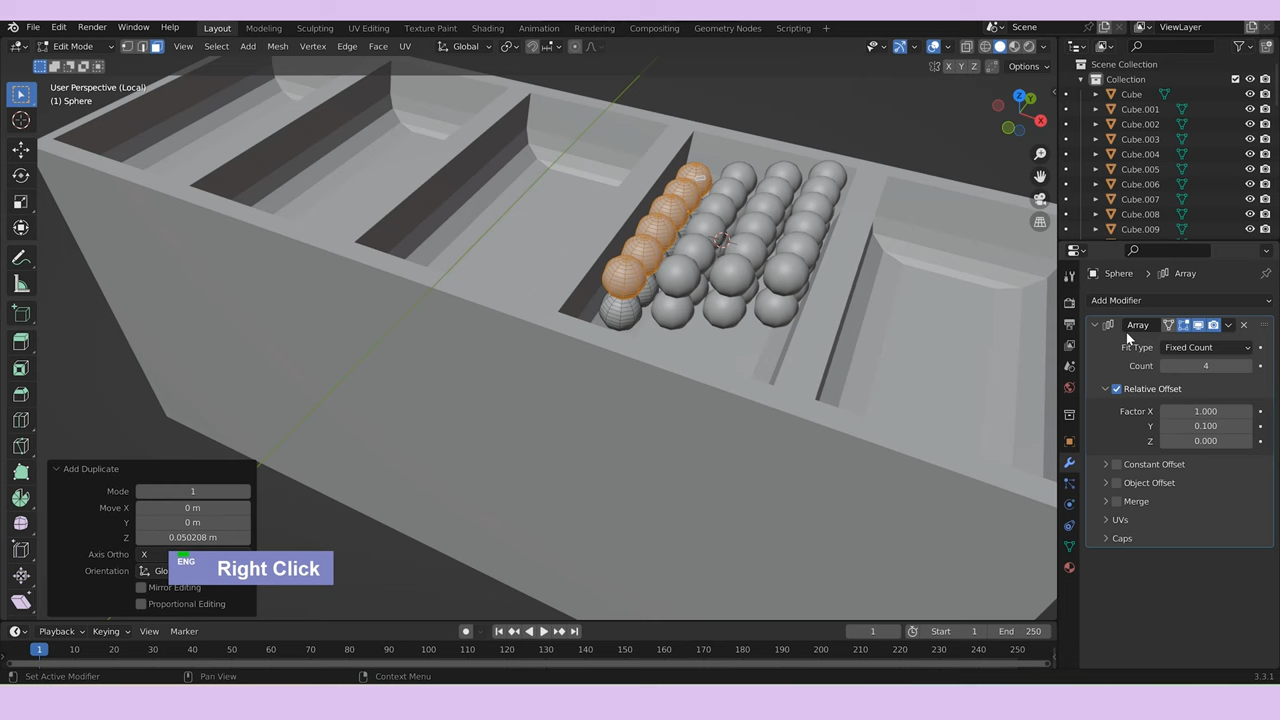 File Edit Render Window Help Layout Modeling Sculpting UV Editing Texture Paint Shading Animation Rendering Compositing Geometry Nodes Scripting Scene ViewLayer
Edit Mode View Select Add Mesh Vertex Edge Face UV Global
X Y Z Options
User Perspective (Local)
(1) Sphere
Z
Y
X
Scene Collection
Collection
Cube
Cube.001
Cube.002
Cube.003
Cube.004
Cube.005
Cube.006
Cube.007
Cube.008
Cube.009
Sphere Array
Add Modifier
Array
Fit Type Fixed Count
Count 4
Relative Offset
Factor X 1.000
Y 0.100
Z 0.000
Constant Offset
Object Offset
Merge
UVs
Caps
Add Duplicate
Mode 1
Move X 0 m
Y 0 m
Z 0.050208 m
Axis Ortho X
Orientation Glo
Mirror Editing
Proportional Editing
ENG
Right Click
Playback Keying View Marker 1 Start 1 End 250
1 10 20 30 40 50 60 70 80 90 100 110 120 130 140 150 160 170 180 190 200 210 220 230 240 250
Set Active Modifier Pan View Context Menu 3.3.1